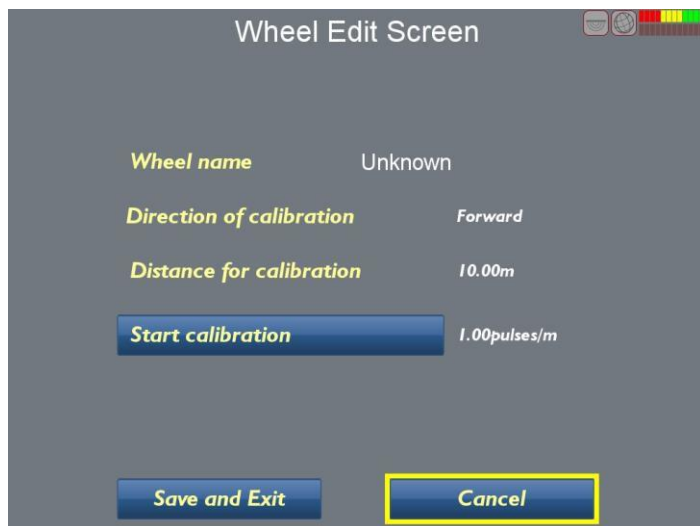 Wheel Edit Screen
Wheel name Unknown
Direction of calibration Forward
Distance for calibration 10.00m
Start calibration 1.00pulses/m
Save and Exit Cancel